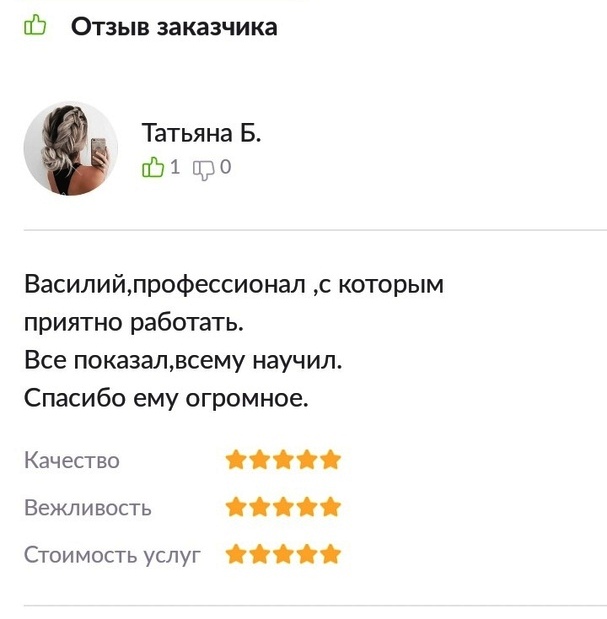 Отзыв заказчика
Татьяна Б.
1 0
Василий,профессионал ,с которым
приятно работать.
Все показал,всему научил.
Спасибо ему огромное.
Качество
Вежливость
Стоимость услуг